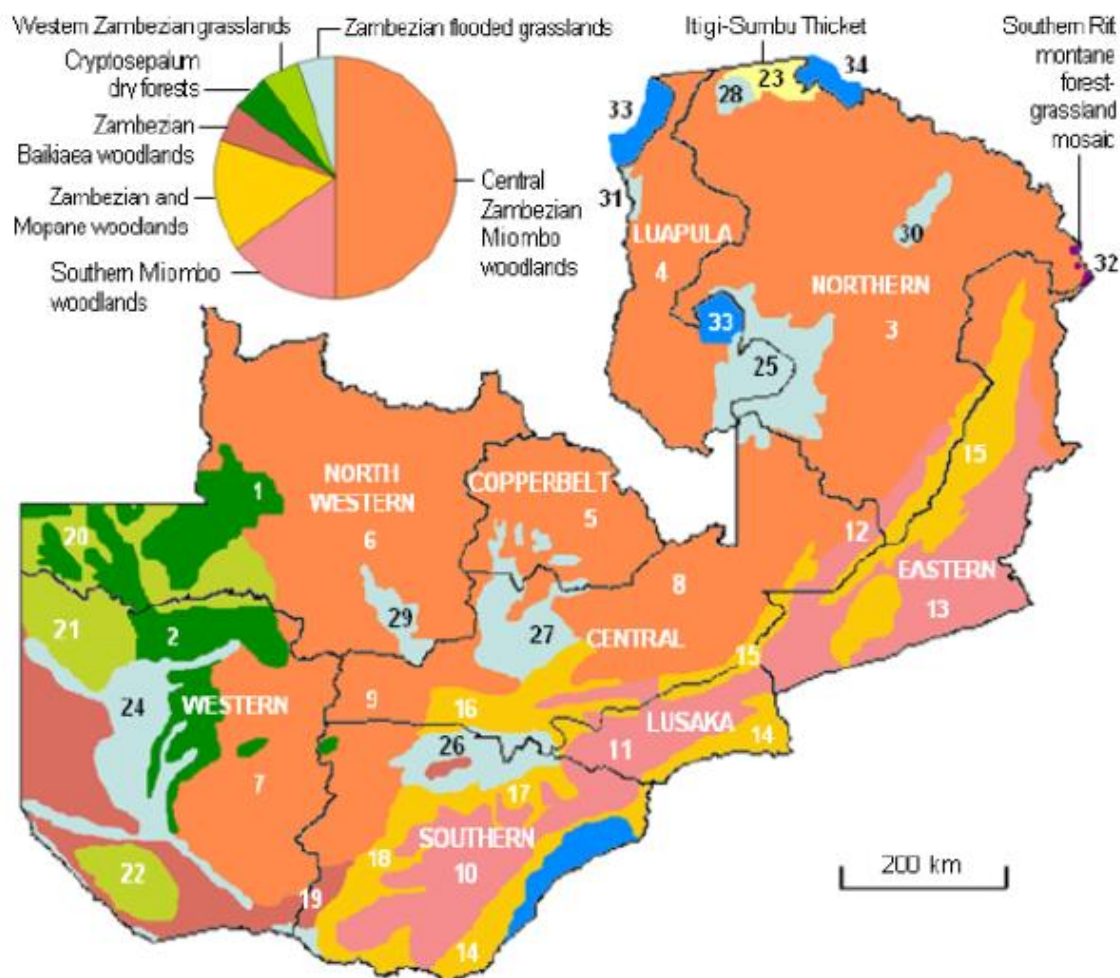 Western Zambezian grasslands
Zambezian flooded grasslands
Cryptosepalum
dry forests
Zambezian
Baikiaea woodlands
Zambezian and
Mopane woodlands
Southern Miombo
woodlands
Central
Zambezian
Miombo
woodlands
Itigi-Sumbu Thicket
Southern Rift
montane
forest-
grassland
mosaic
33
28
23
34
31
LUAPULA
4
30
32
NORTHERN
3
33
25
15
1
NORTH
WESTERN
6
COPPERBELT
5
20
12
EASTERN
13
8
21
2
29
27
CENTRAL
15
24
WESTERN
9
16
LUSAKA
11
14
26
7
17
SOUTHERN
10
18
22
19
14
200 km